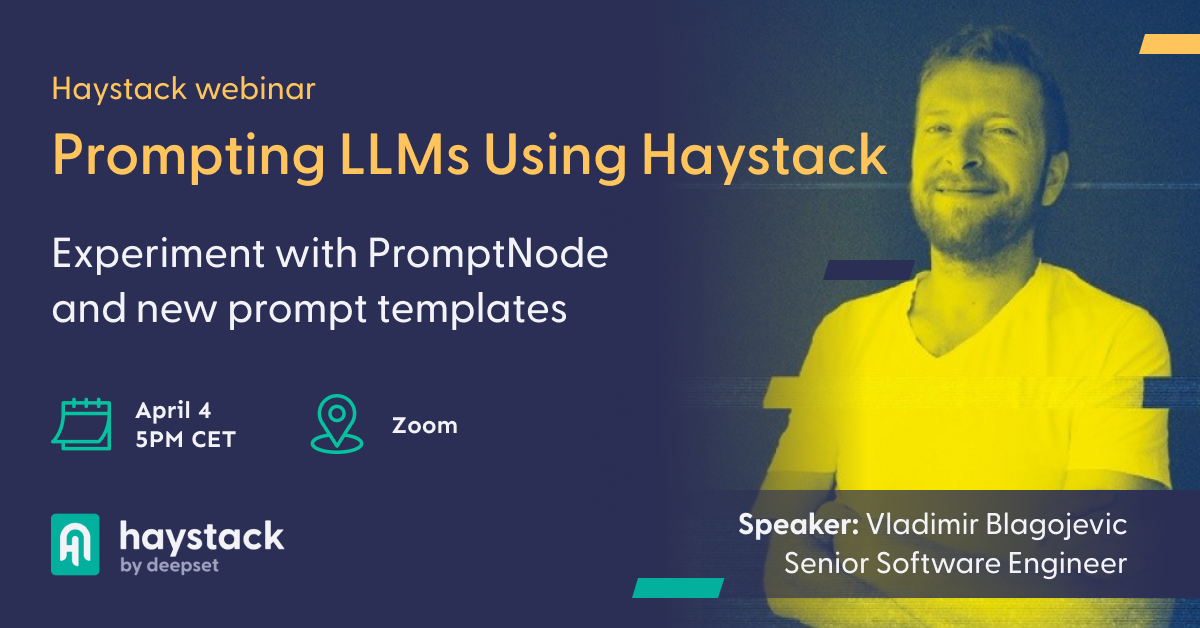 Haystack webinar
Prompting LLMs Using Haystack
Experiment with PromptNode
and new prompt templates
April 4
5PM CET
Zoom
haystack
by deepset
Speaker: Vladimir Blagojevic
Senior Software Engineer